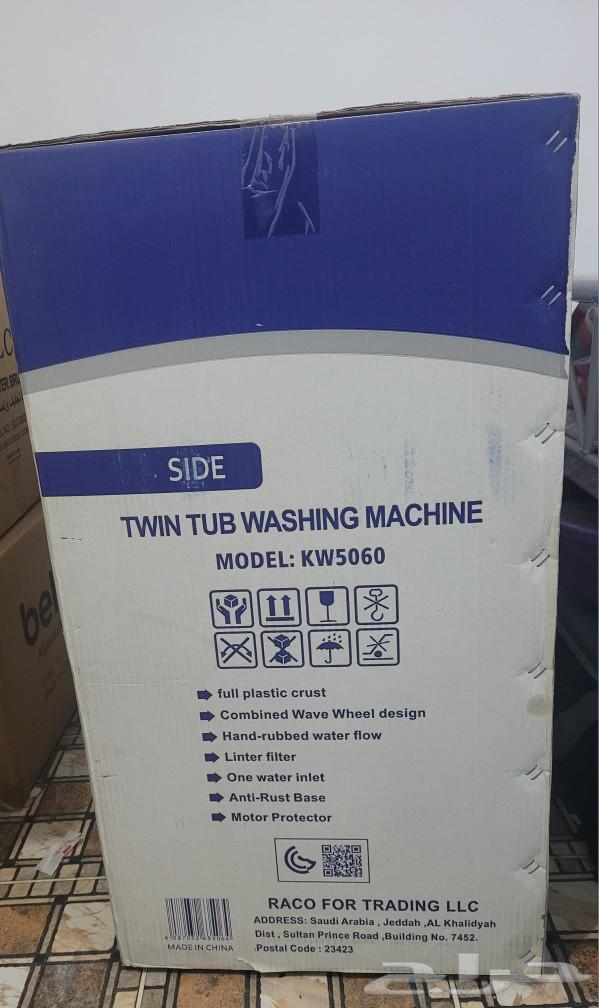 SIDE
TWIN TUB WASHING MACHINE
MODEL: KW5060
full plastic crust
Combined Wave Wheel design
Hand-rubbed water flow
Linter filter
One water inlet
Anti-Rust Base
Motor Protector
RACO FOR TRADING LLC
ADDRESS: Saudi Arabia , Jeddah ,AL Khalidyah
Dist , Sultan Prince Road ,Building No. 7452.
.Postal Code : 23423
MADE IN CHINA
حراج